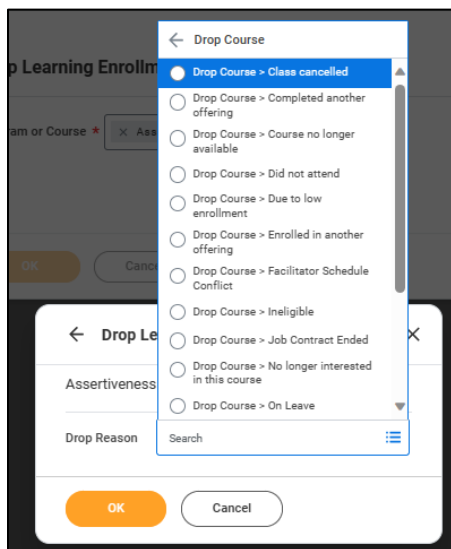 Drop Course
p Learning Enrollm
Drop Course > Class cancelled
Drop Course > Completed another
offering
ram or Course * × Ass
Drop Course > Course no longer
available
Drop Course > Did not attend
Drop Course > Due to low
enrollment
Drop Course > Enrolled in another
offering
OK Cance
Drop Course > Facilitator Schedule
Conflict
Drop Course > Ineligible
Drop Le
Drop Course > Job Contract Ended
Drop Course > No longer interested
in this course
Assertiveness
Drop Course > On Leave
Drop Reason Search
OK Cancel